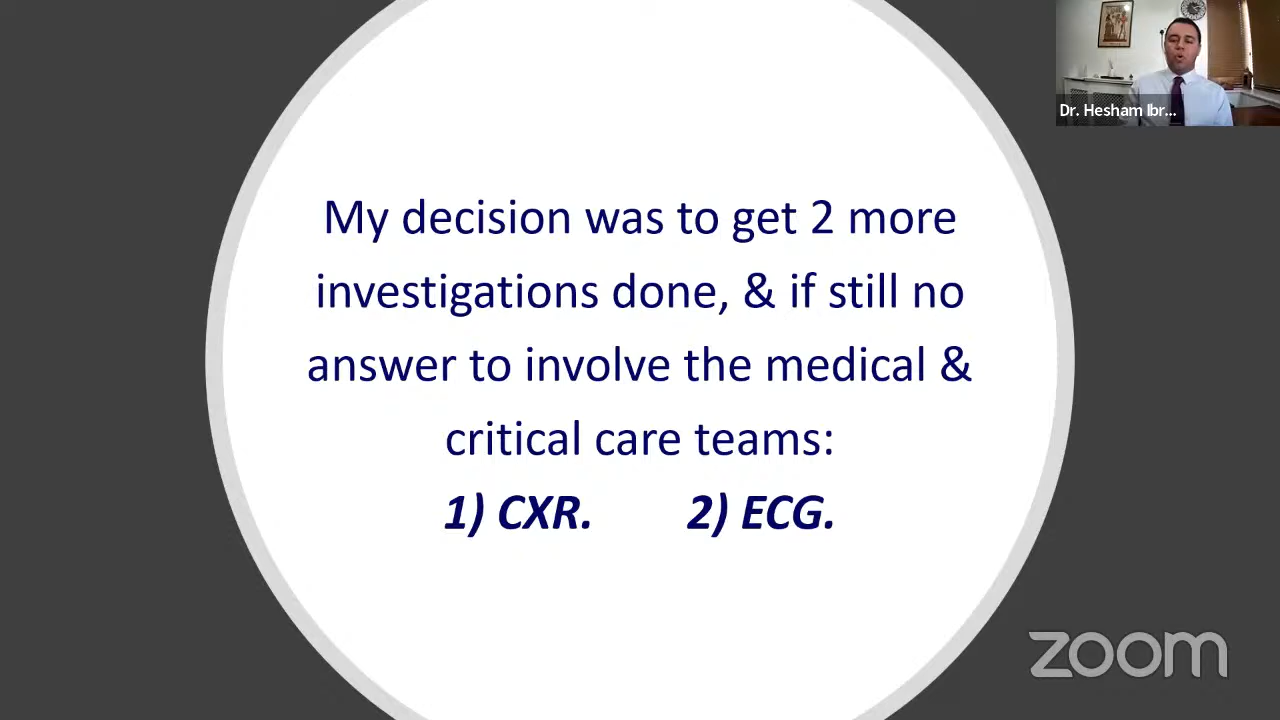 Dr. Hesham Ibr...
My decision was to get 2 more
investigations done, & if still no
answer to involve the medical &
critical care teams:
1) CXR. 2) ECG.
zoom